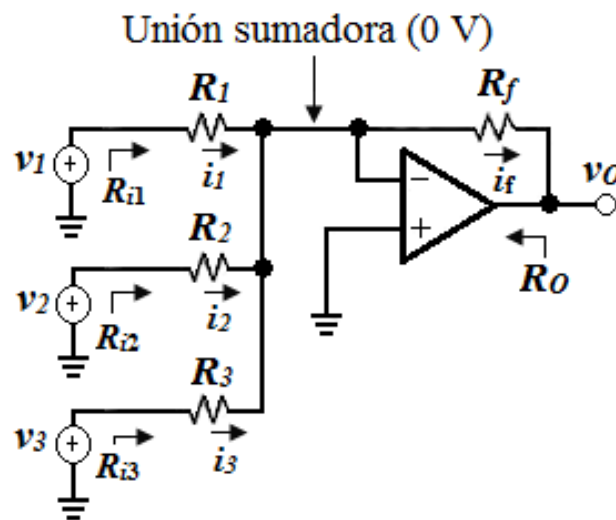 Unión sumadora (0 V)
R1
Rf
v1
+
Ri1
i1
−
if
vO
+
R2
RO
v2
+
Ri2
i2
R3
v3
+
Ri3
i3